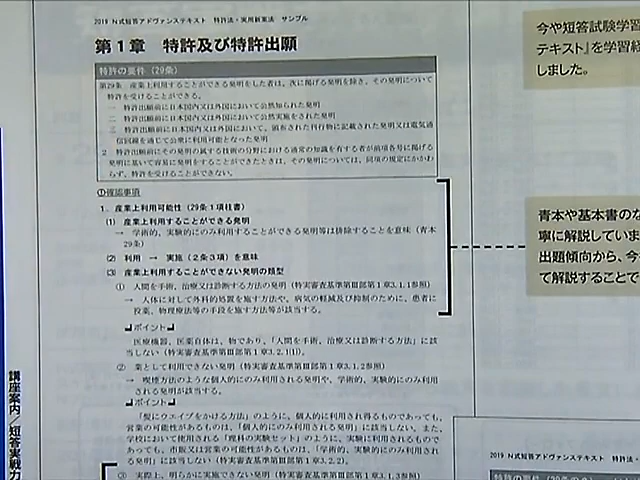 2019 N式短答アドヴァンステキスト 特許法・実用新案法 サンプル
第1章 特許及び特許出願
特許の要件（29条）
第29条 産業上利用することができる発明をした者は、次に掲げる発明を除き、その発明について
特許を受けることができる。
一 特許出願前に日本国内又は外国において公然知られた発明
二 特許出願前に日本国内又は外国において公然実施をされた発明
三 特許出願前に日本国内又は外国において、頒布された刊行物に記載された発明又は電気通
信回線を通じて公衆に利用可能となった発明
2 特許出願前にその発明の属する技術の分野における通常の知識を有する者が前項各号に掲げる
発明に基いて容易に発明をすることができたときは、その発明については、同項の規定にかかわ
らず、特許を受けることができない。
①確認事項
1．産業上利用可能性（29条1項柱書）
(1) 産業上利用することができる発明
→ 学術的、実験的にのみ利用することができる発明等は排除することを意味（青本
29条）
(2) 利用 → 実施（2条3項）を意味
(3) 産業上利用することができない発明の類型
① 人間を手術、治療又は診断する方法の発明（特実審査基準第Ⅲ部第1章3.1.1参照）
→ 人体に対して外科的処置を施す方法や、病気の軽減及び抑制のために、患者に
投薬、物理療法等の手段を施す方法等が該当する。
ポイント
医療機器、医薬自体は、物であり、「人間を手術、治療又は診断する方法」に該
当しない（特実審査基準第Ⅲ部第1章3.2.1(1)）。
② 業として利用できない発明（特実審査基準第Ⅲ部第1章3.1.2参照）
→ 喫煙方法のような個人的にのみ利用される発明や、学術的、実験的にのみ利用
される発明が該当する。
ポイント
「髪にウエイブをかける方法」のように、個人的に利用され得るものであっても、
営業の可能性があるものは、「個人的にのみ利用される発明」に該当しない。また、
学校において使用される「理科の実験セット」のように、実験に利用されるもので
あっても、市販又は営業の可能性があるものは、「学術的、実験的にのみ利用され
る発明」に該当しない（特実審査基準第Ⅲ部第1章3.2.2）。
③ 実際上、明らかに実施できない発明（特実審査基準第Ⅲ部第1章3.1.3参照）
今や短答試験学習
テキスト』を学習経
しました。
青本や基本書のな
寧に解説していま
出題傾向から、今
て解説することで
講座案内／短答実戦力
2019 N式短答アドヴァンステキスト 特許法・
特許の要件（29条）